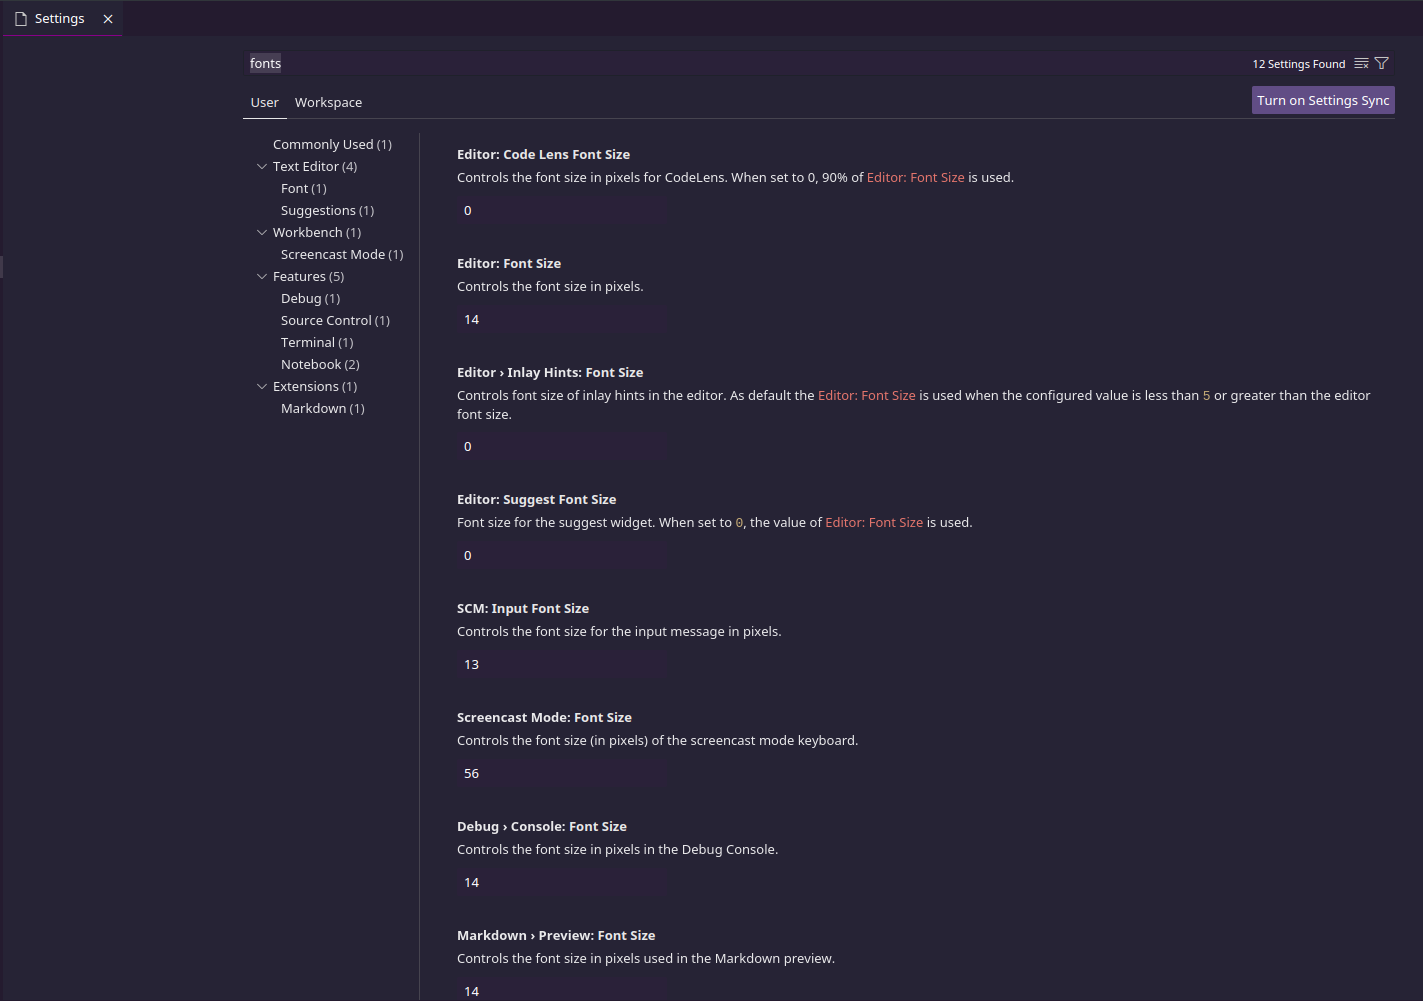 Settings
fonts
12 Settings Found
User Workspace
Turn on Settings Sync
Commonly Used (1)
Text Editor (4)
Font (1)
Suggestions (1)
Workbench (1)
Screencast Mode (1)
Features (5)
Debug (1)
Source Control (1)
Terminal (1)
Notebook (2)
Extensions (1)
Markdown (1)
Editor: Code Lens Font Size
Controls the font size in pixels for CodeLens. When set to 0, 90% of Editor: Font Size is used.
0
Editor: Font Size
Controls the font size in pixels.
14
Editor › Inlay Hints: Font Size
Controls font size of inlay hints in the editor. As default the Editor: Font Size is used when the configured value is less than 5 or greater than the editor
font size.
0
Editor: Suggest Font Size
Font size for the suggest widget. When set to 0, the value of Editor: Font Size is used.
0
SCM: Input Font Size
Controls the font size for the input message in pixels.
13
Screencast Mode: Font Size
Controls the font size (in pixels) of the screencast mode keyboard.
56
Debug › Console: Font Size
Controls the font size in pixels in the Debug Console.
14
Markdown › Preview: Font Size
Controls the font size in pixels used in the Markdown preview.
14